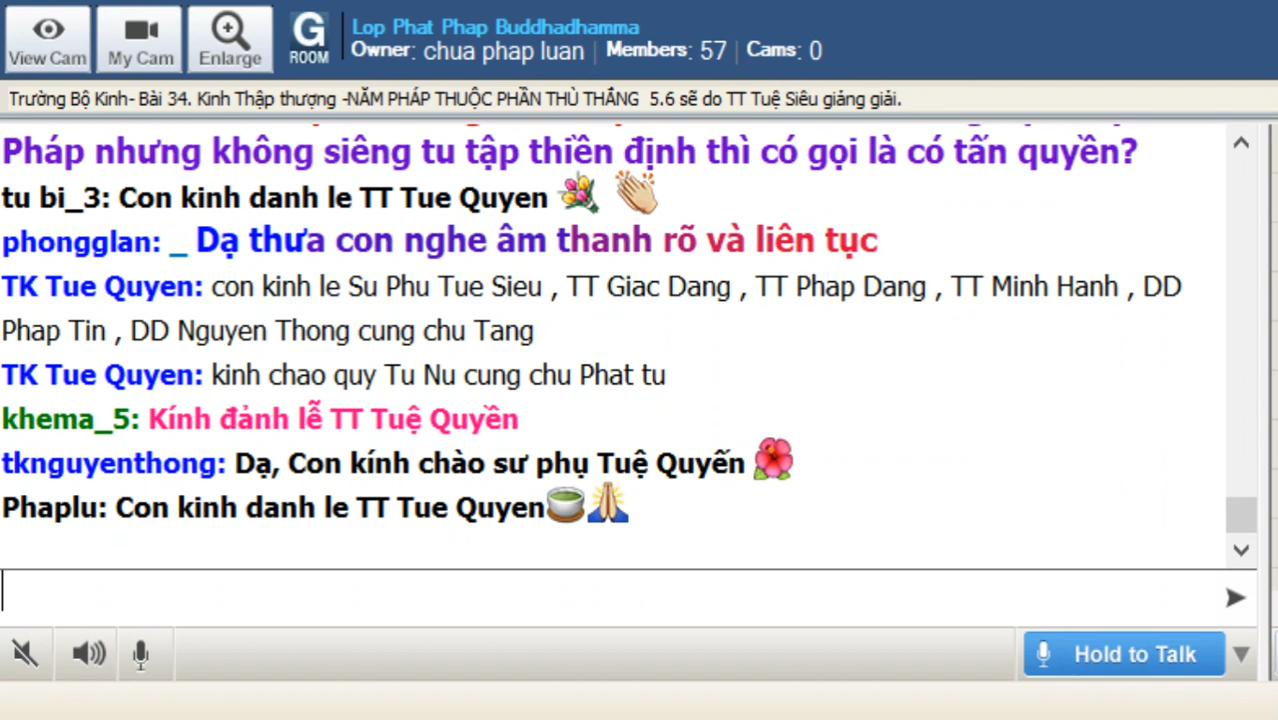 View Cam
My Cam
Enlarge
G ROOM
Lop Phat Phap Buddhadhamma
Owner: chua phap luan | Members: 57 | Cams: 0
Trường Bộ Kinh- Bài 34. Kinh Thập thượng -NĂM PHÁP THUỘC PHẦN THÙ THẮNG 5.6 sẽ do TT Tuệ Siêu giảng giải.
Pháp nhưng không siêng tu tập thiền định thì có gọi là có tấn quyền?
tu bi_3: Con kinh danh le TT Tue Quyen
phongglan: _ Dạ thưa con nghe âm thanh rõ và liên tục
TK Tue Quyen: con kinh le Su Phu Tue Sieu , TT Giac Dang , TT Phap Dang , TT Minh Hanh , DD
Phap Tin , DD Nguyen Thong cung chu Tang
TK Tue Quyen: kinh chao quy Tu Nu cung chu Phat tu
khema_5: Kính đảnh lễ TT Tuệ Quyền
tknguyenthong: Dạ, Con kính chào sư phụ Tuệ Quyến
Phaplu: Con kinh danh le TT Tue Quyen
Hold to Talk